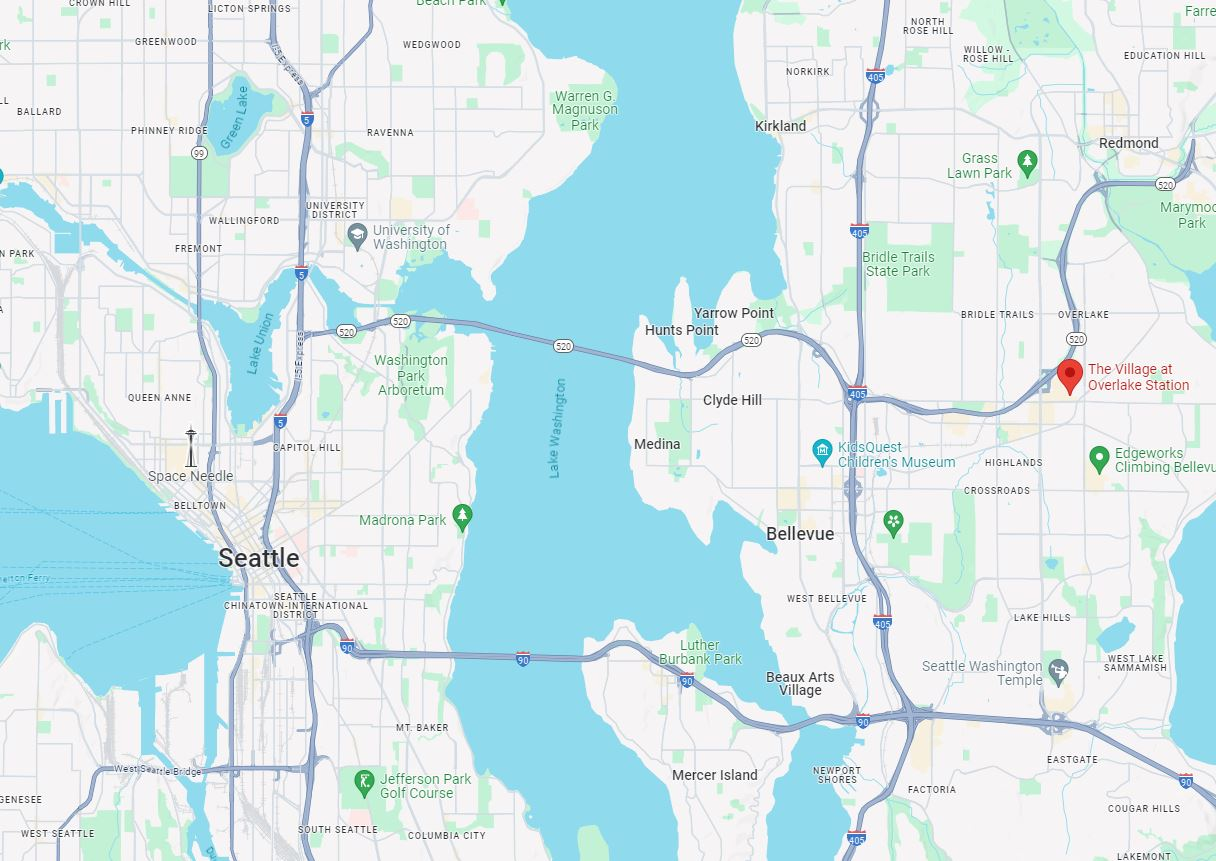 CROWN HILL
LICTON SPRINGS
Beach Park
NORTH
ROSE HILL
GREENWOOD
WEDGWOOD
WILLOW -
ROSE HILL
EDUCATION HILL
405
NORKIRK
BALLARD
Green Lake
Warren G.
Magnuson
Park
5
Kirkland
PHINNEY RIDGE
RAVENNA
Redmond
99
Grass
Lawn Park
520
UNIVERSITY
DISTRICT
WALLINGFORD
Park
University of
Washington
405
FREMONT
N PARK
Bridle Trails
State Park
5
Yarrow Point
BRIDLE TRAILS
OVERLAKE
Hunts Point
520
520
520
520
520
Lake Union
Washington
Park
Arboretum
The Village at
Overlake Station
Lake Washington
QUEEN ANNE
405
Clyde Hill
5
CAPITOL HILL
Medina
KidsQuest
Children's Museum
Edgeworks
HIGHLANDS
Space Needle
CROSSROADS
BELLTOWN
Madrona Park
Bellevue
Seattle
SEATTLE
CHINATOWN-INTERNATIONAL
DISTRICT
WEST BELLEVUE
LAKE HILLS
405
90
90
Luther
Burbank Park
WEST LAKE
SAMMAMISH
Seattle Washington
Temple
Beaux Arts
Village
90
90
MT. BAKER
EASTGATE
West Seattle Bridge
Mercer Island
NEWPORT
SHORES
90
Jefferson Park
Golf Course
FACTORIA
GENESEE
COUGAR HILLS
WEST SEATTLE
SOUTH SEATTLE
COLUMBIA CITY
405
LAKEMONT